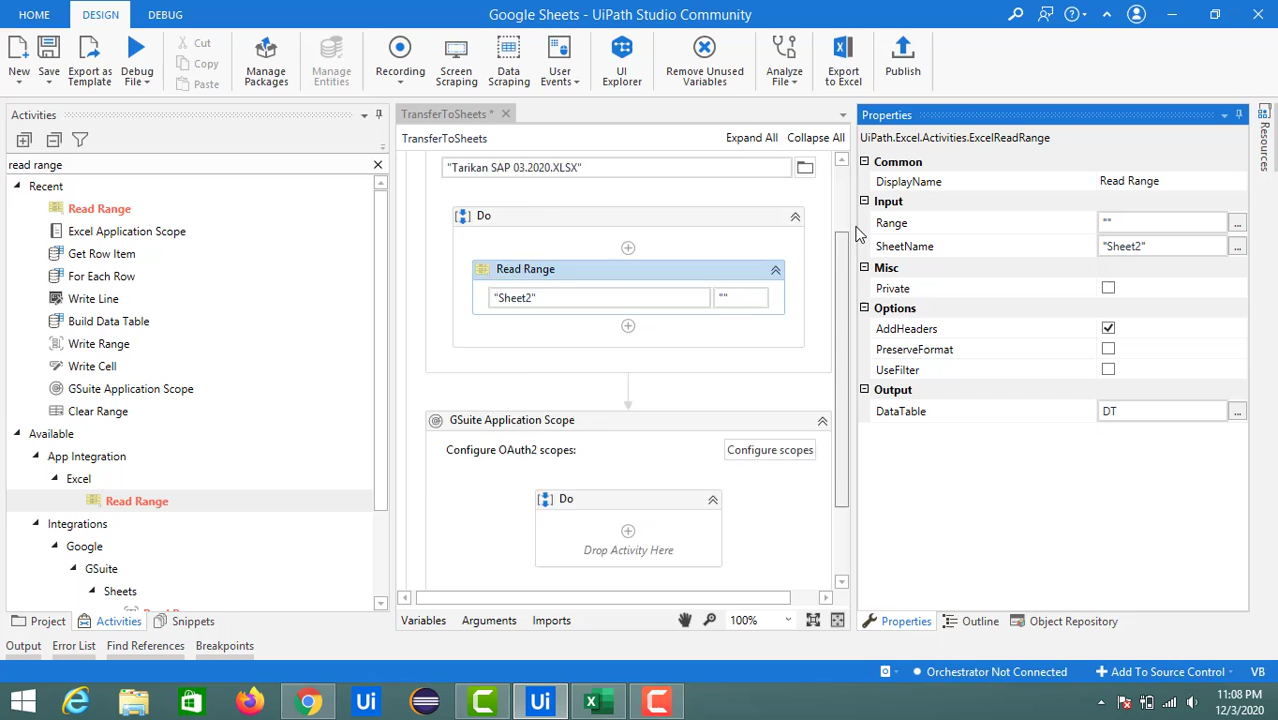 HOME
DESIGN
DEBUG
Google Sheets - UiPath Studio Community
New
Save
Export as Template
Debug File
Cut
Copy
Paste
Manage Packages
Manage Entities
Recording
Screen Scraping
Data Scraping
User Events
UI Explorer
Remove Unused Variables
Analyze File
Export to Excel
Publish
Activities
read range
Recent
Read Range
Excel Application Scope
Get Row Item
For Each Row
Write Line
Build Data Table
Write Range
Write Cell
GSuite Application Scope
Clear Range
Available
App Integration
Excel
Read Range
Integrations
Google
GSuite
Sheets
Project
Activities
Snippets
TransferToSheets *
TransferToSheets
Expand All
Collapse All
"Tarikan SAP 03.2020.XLSX"
Do
Read Range
"Sheet2"
""
GSuite Application Scope
Configure OAuth2 scopes:
Configure scopes
Do
Drop Activity Here
Variables
Arguments
Imports
100%
Properties
UiPath.Excel.Activities.ExcelReadRange
Common
DisplayName
Read Range
Input
Range
""
...
SheetName
"Sheet2"
...
Misc
Private
Options
AddHeaders
PreserveFormat
UseFilter
Output
DataTable
DT
...
Properties
Outline
Object Repository
Resources
Output
Error List
Find References
Breakpoints
Orchestrator Not Connected
Add To Source Control
VB
Ui
Ui
11:08 PM
12/3/2020